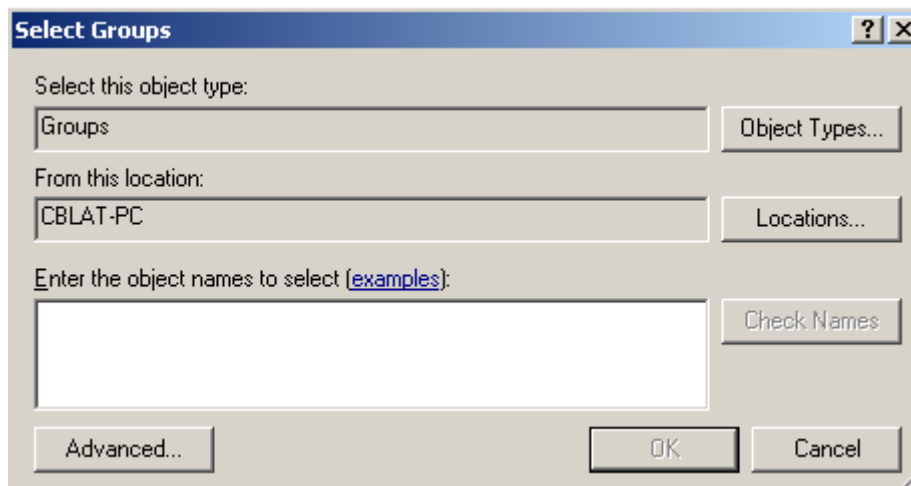 Select Groups
Select this object type:
Groups
Object Types...
From this location:
CBLAT-PC
Locations...
Enter the object names to select (examples):
Check Names
Advanced...
OK
Cancel